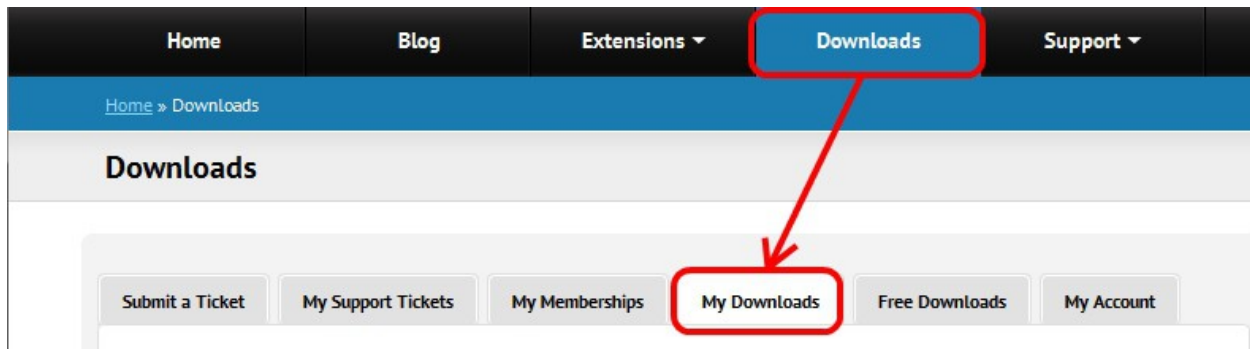 Home Blog Extensions Downloads Support
Home » Downloads
Downloads
Submit a Ticket My Support Tickets My Memberships My Downloads Free Downloads My Account